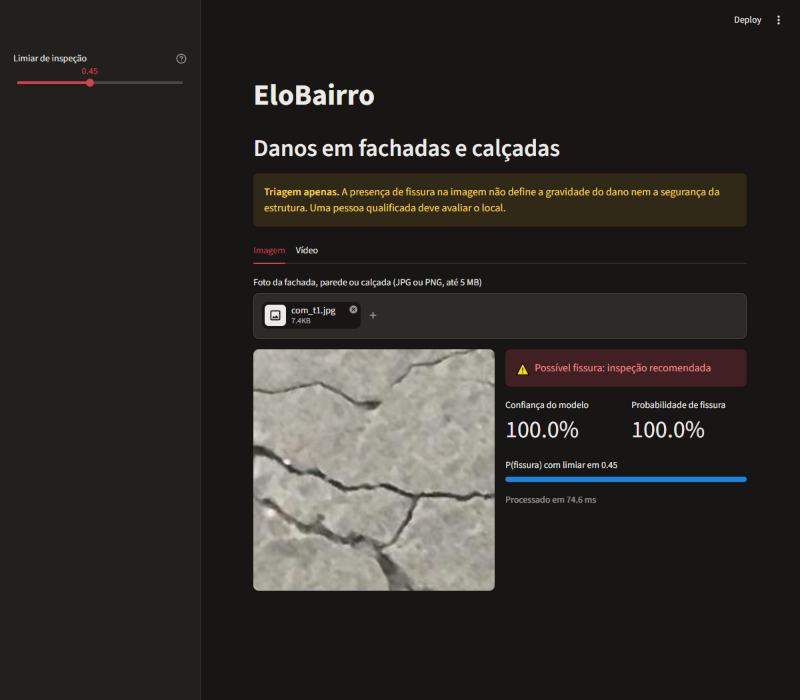 Deploy
Limiar de inspeção
0.45
EloBairro
Danos em fachadas e calçadas
Triagem apenas. A presença de fissura na imagem não define a gravidade do dano nem a segurança da
estrutura. Uma pessoa qualificada deve avaliar o local.
Imagem Vídeo
Foto da fachada, parede ou calçada (JPG ou PNG, até 5 MB)
com_t1.jpg
7.4KB
Possível fissura: inspeção recomendada
Confiança do modelo Probabilidade de fissura
100.0% 100.0%
P(fissura) com limiar em 0.45
Processado em 74.6 ms